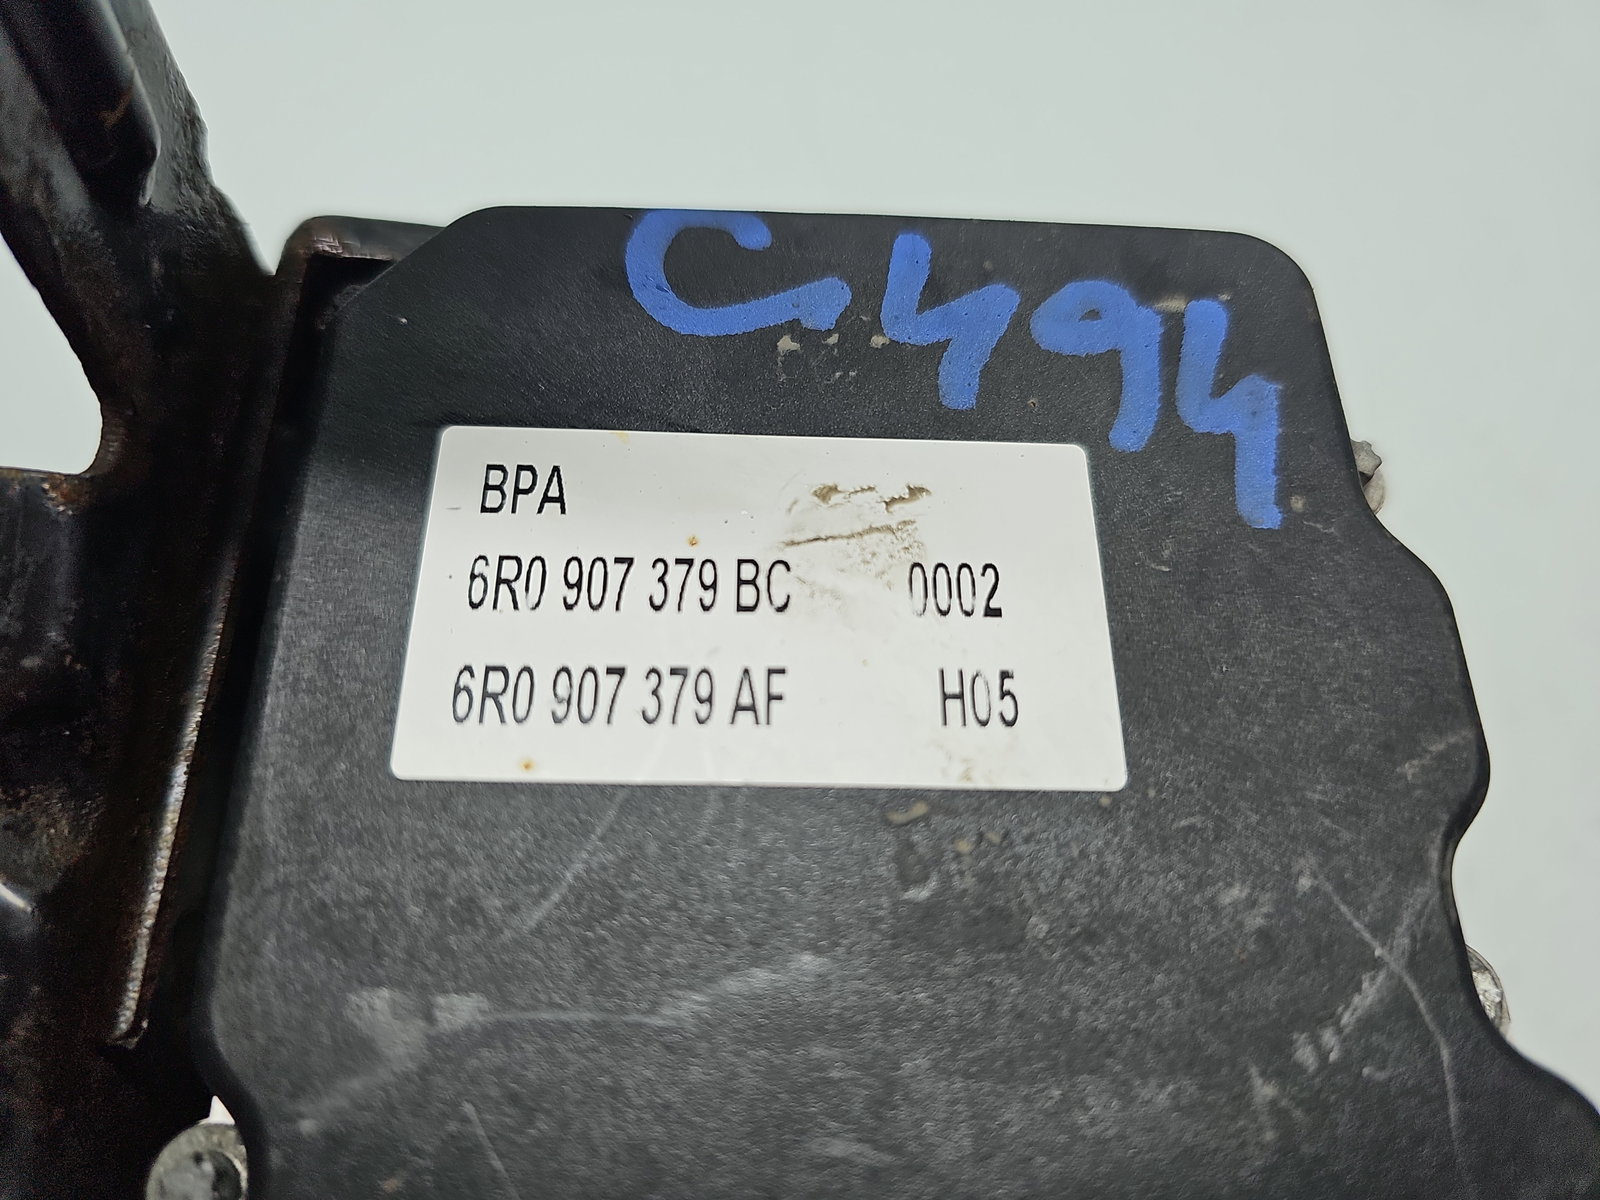 C494
BPA
6R0 907 379 BC 0002
6R0 907 379 AF H05